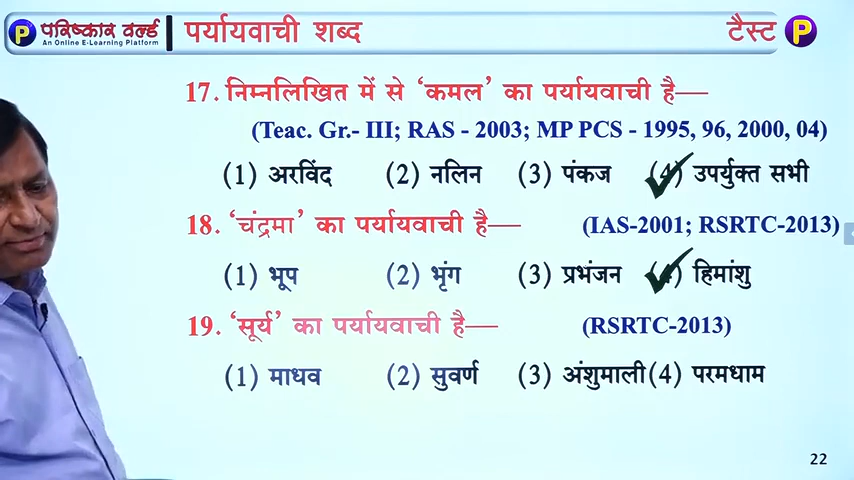 परिष्कार वर्ल्ड
An Online E-Learning Platform
पर्यायवाची शब्द
टैस्ट P
17. निम्नलिखित में से ‘कमल’ का पर्यायवाची है—
(Teac. Gr.- III; RAS - 2003; MP PCS - 1995, 96, 2000, 04)
(1) अरविंद (2) नलिन (3) पंकज (4) उपर्युक्त सभी
18. ‘चंद्रमा’ का पर्यायवाची है— (IAS-2001; RSRTC-2013)
(1) भूप (2) भृंग (3) प्रभंजन (4) हिमांशु
19. ‘सूर्य’ का पर्यायवाची है— (RSRTC-2013)
(1) माधव (2) सुवर्ण (3) अंशुमाली (4) परमधाम
22